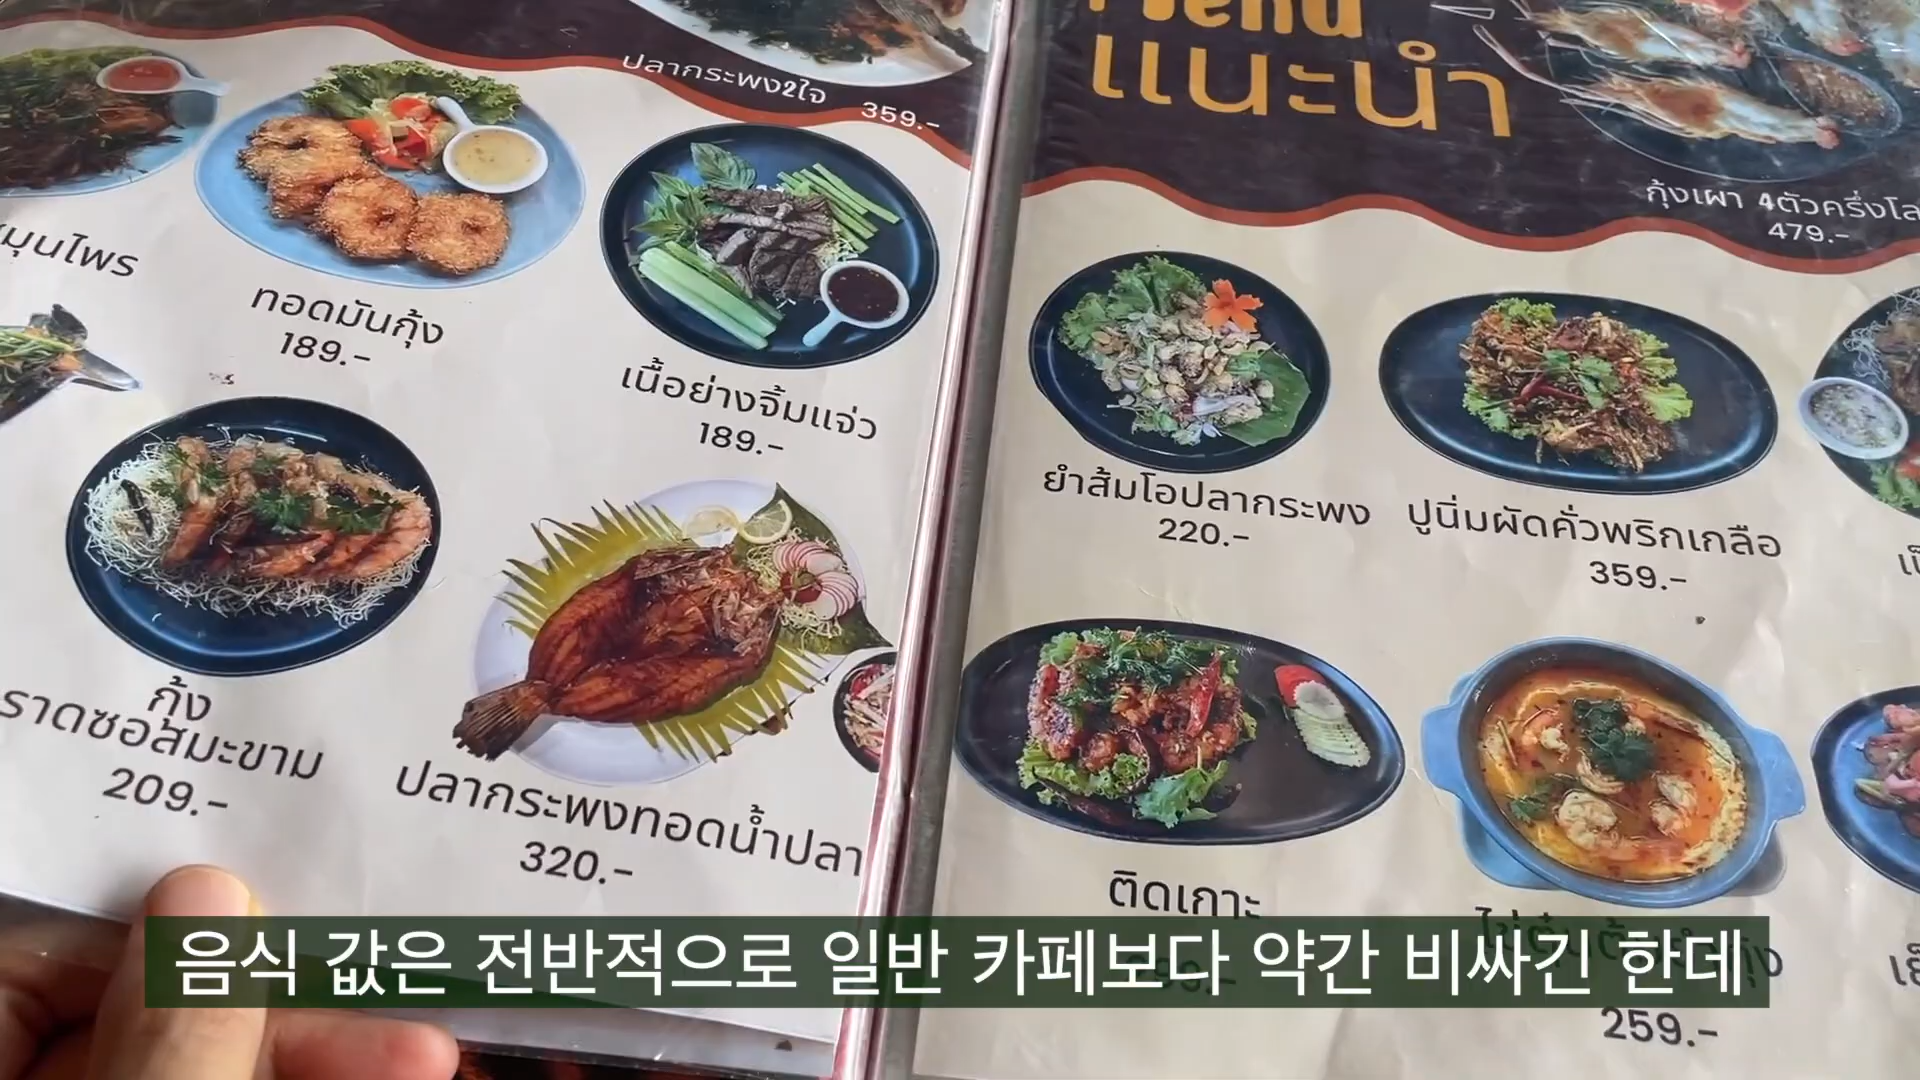 ปลากระพง2ใจ 359.-
ทอดมันกุ้ง
189.-
เนื้อย่างจิ้มแจ่ว
189.-
กุ้ง
ราดซอสมะขาม
209.-
ปลากระพงทอดน้ำปลา
320.-
Menu
แนะนำ
กุ้งเผา 4ตัวครึ่งโล
479.-
ยำส้มโอปลากระพง
220.-
ปูนิ่มผัดคั่วพริกเกลือ
359.-
ติดเกาะ
259.-
음식 값은 전반적으로 일반 카페보다 약간 비싸긴 한데